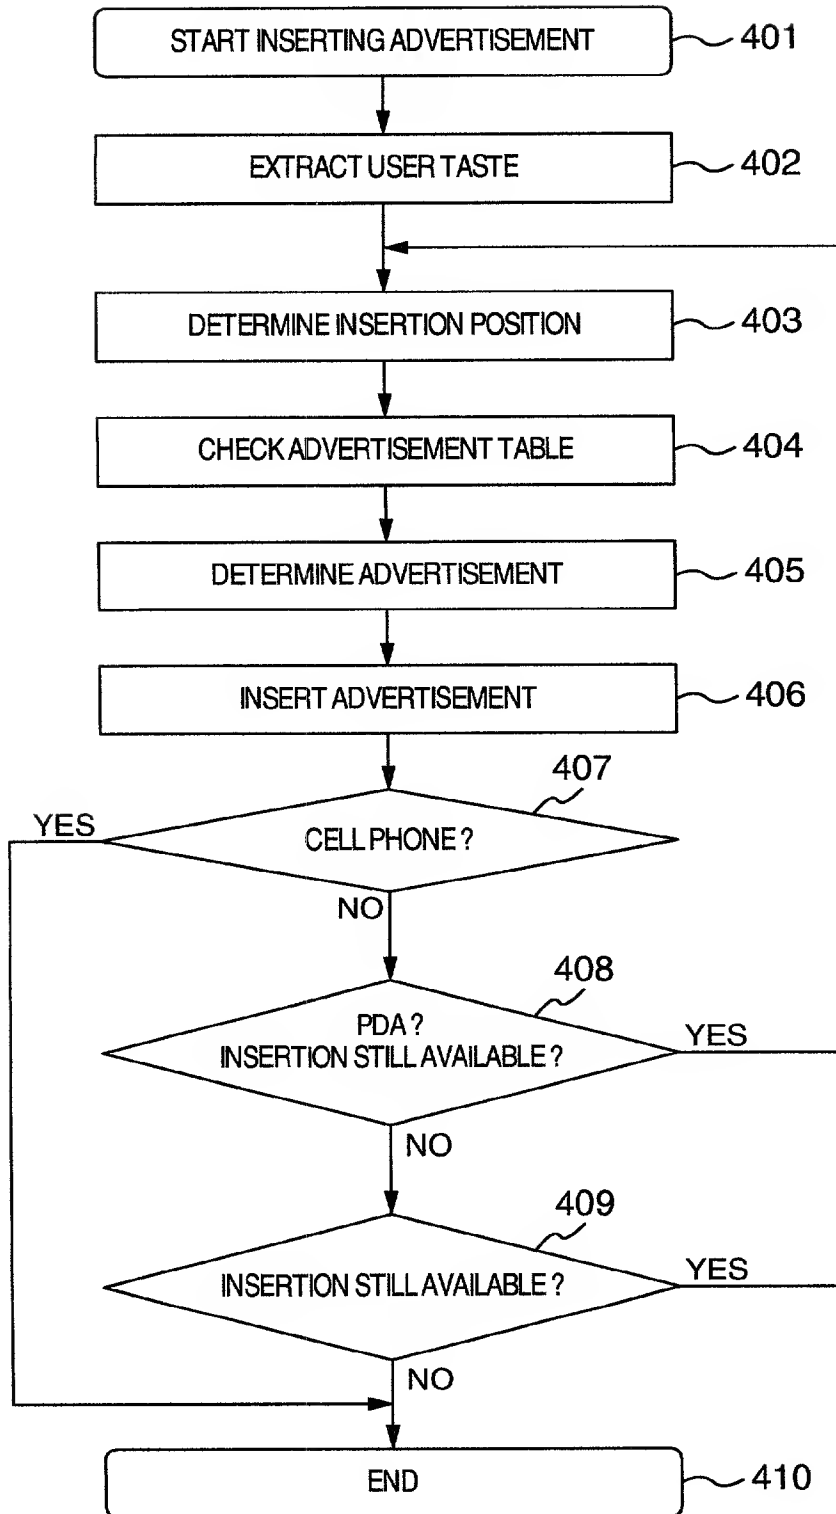 START INSERTING ADVERTISEMENT
401
EXTRACT USER TASTE
402
DETERMINE INSERTION POSITION
403
CHECK ADVERTISEMENT TABLE
404
DETERMINE ADVERTISEMENT
405
INSERT ADVERTISEMENT
406
407
YES
CELL PHONE ?
NO
408
PDA ?
INSERTION STILL AVAILABLE ?
YES
NO
409
INSERTION STILL AVAILABLE ?
YES
NO
END
410